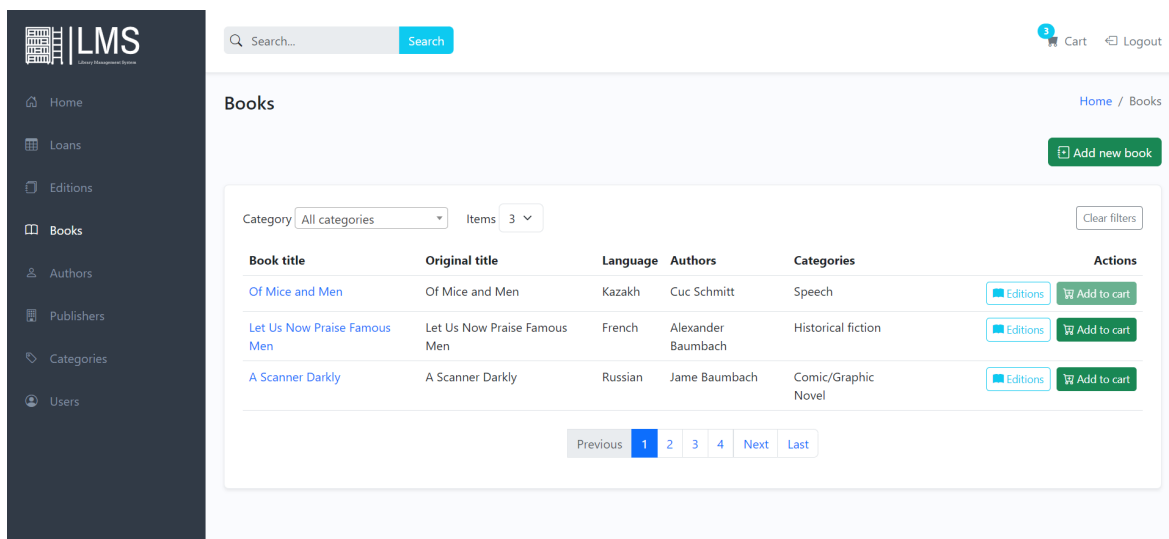 LMS
Library Management System
Search...
Search
3
Cart
Logout
Home
Loans
Editions
Books
Authors
Publishers
Categories
Users
Books
Home / Books
Add new book
Category All categories Items 3 Clear filters
Book title Original title Language Authors Categories Actions
Of Mice and Men Of Mice and Men Kazakh Cuc Schmitt Speech Editions Add to cart
Let Us Now Praise Famous Let Us Now Praise Famous French Alexander Historical fiction Editions Add to cart
Men Men Baumbach
A Scanner Darkly A Scanner Darkly Russian Jame Baumbach Comic/Graphic Editions Add to cart
Novel
Previous 1 2 3 4 Next Last